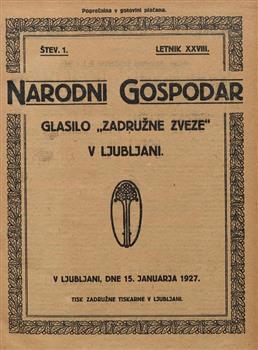 Poprečnina v gotovini plačana.
ŠTEV. 1. LETNIK XXVIII.
NARODNI GOSPODAR
GLASILO „ZADRUŽNE ZVEZE"
V LJUBLJANI.
V LJUBLJANI, DNE 15. JANUARJA 1927.
TISK ZADRUŽNE TISKARNE V LJUBLJANI.